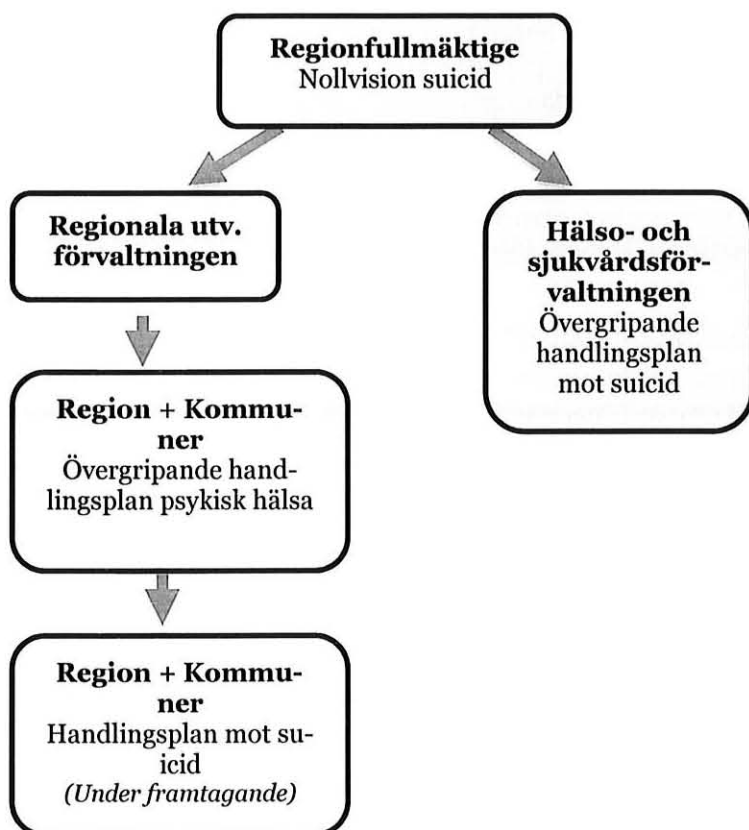 Regionfullmäktige
Nollvision suicid
Regionala utv.
förvaltningen
Hälso- och
sjukvårdsför-
valtningen
Övergripande
handlingsplan
mot suicid
Region + Kommu-
ner
Övergripande hand-
lingsplan psykisk hälsa
Region + Kommu-
ner
Handlingsplan mot su-
icid
(Under framtagande)